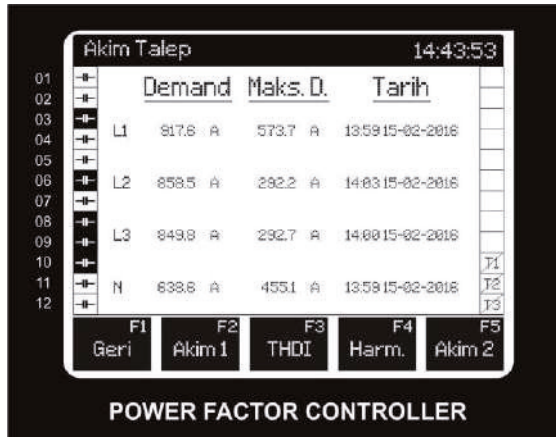 Akim Talep 14:43:53
Demand Maks. D. Tarih
L1 917.6 A 573.7 A 13:59 15-02-2016
L2 858.5 A 292.2 A 14:03 15-02-2016
L3 849.8 A 292.7 A 14:00 15-02-2016
N 638.6 A 455.1 A 13:59 15-02-2016
01
02
03
04
05
06
07
08
09
10
11
12
T1
T2
T3
F1 F2 F3 F4 F5
Geri Akim 1 THDI Harm. Akim 2
POWER FACTOR CONTROLLER